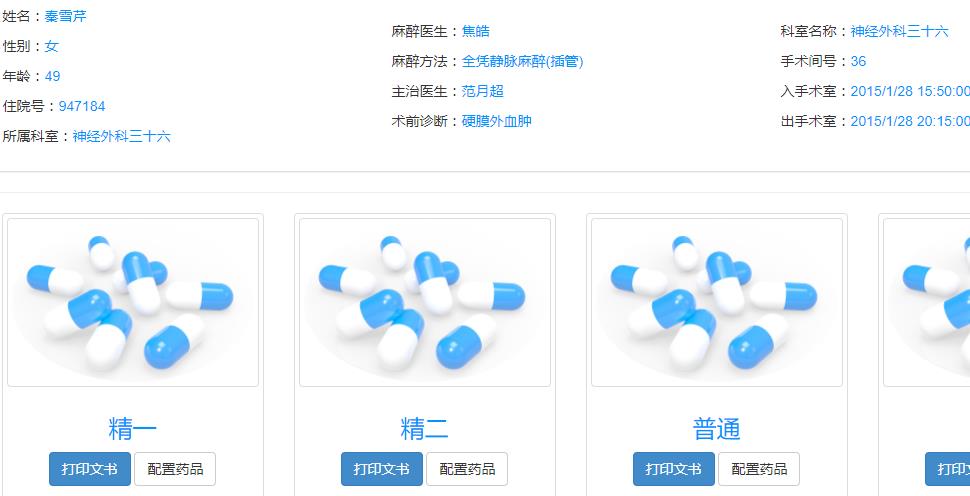 姓名：秦雪芹
性别：女
年龄：49
住院号：947184
所属科室：神经外科三十六
麻醉医生：焦皓
麻醉方法：全凭静脉麻醉(插管)
主治医生：范月超
术前诊断：硬膜外血肿
科室名称：神经外科三十六
手术间号：36
入手术室：2015/1/28 15:50:00
出手术室：2015/1/28 20:15:00
精一
打印文书 配置药品
精二
打印文书 配置药品
普通
打印文书 配置药品
打印